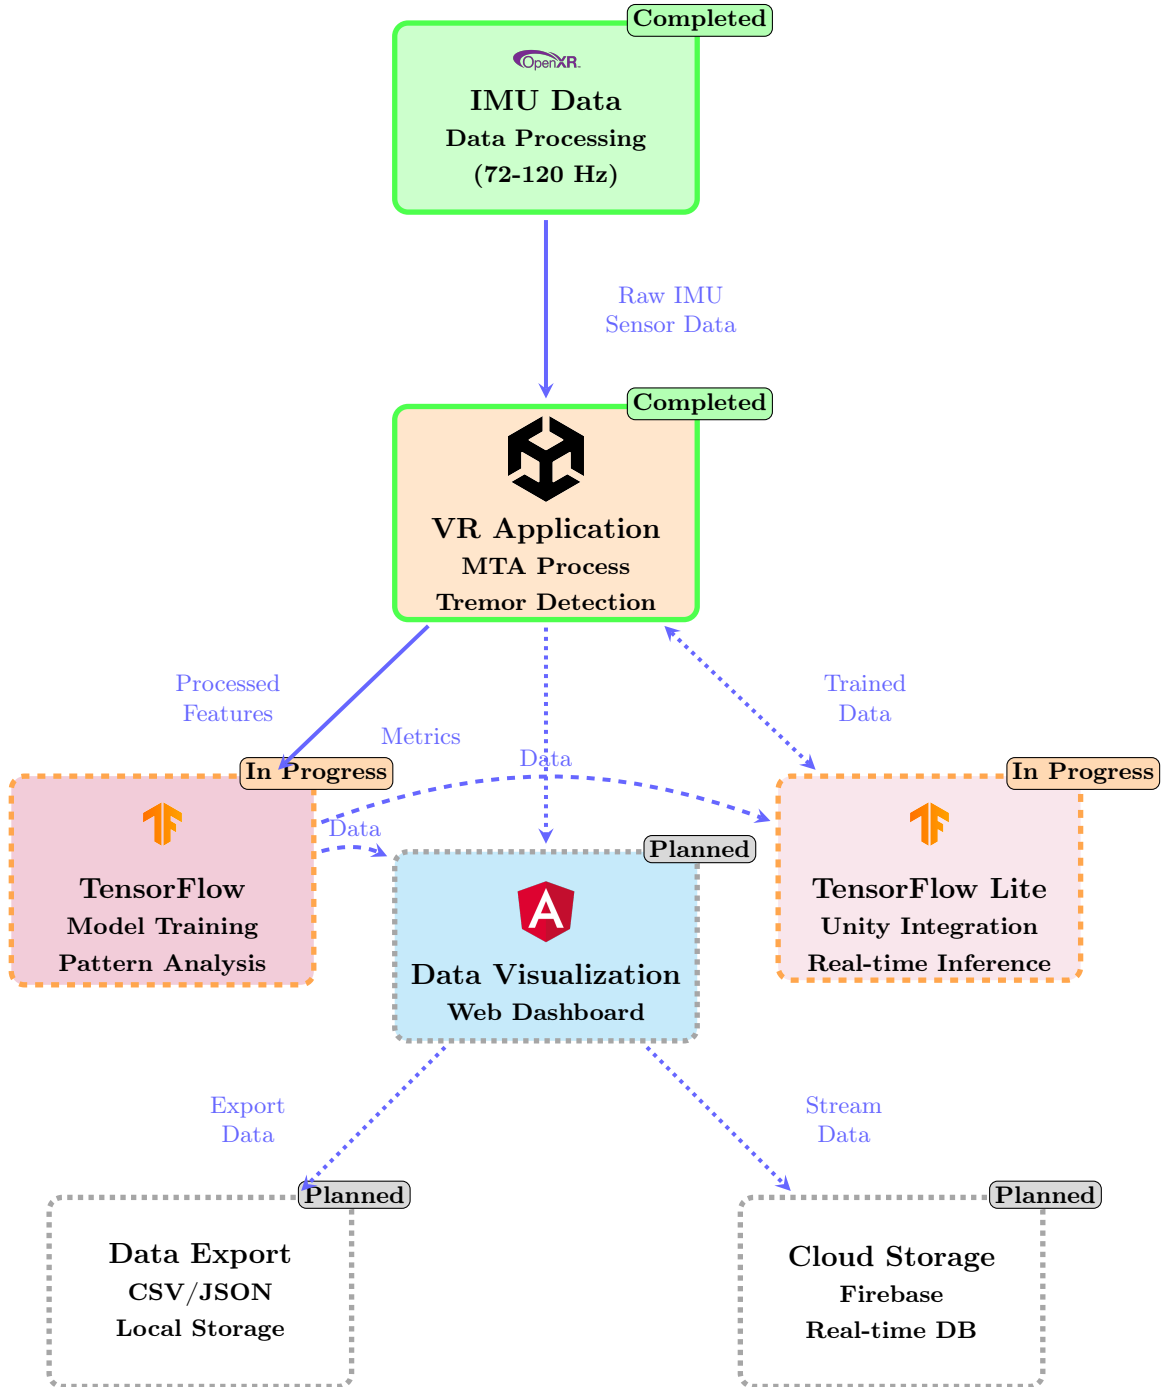 Completed
OpenXR™
IMU Data
Data Processing
(72-120 Hz)
Raw IMU
Sensor Data
Completed
VR Application
MTA Process
Tremor Detection
Processed
Features
Trained
Data
Metrics
Data
In Progress
TensorFlow
Model Training
Pattern Analysis
Data
Planned
Data Visualization
Web Dashboard
In Progress
TensorFlow Lite
Unity Integration
Real-time Inference
Export
Data
Stream
Data
Planned
Data Export
CSV/JSON
Local Storage
Planned
Cloud Storage
Firebase
Real-time DB